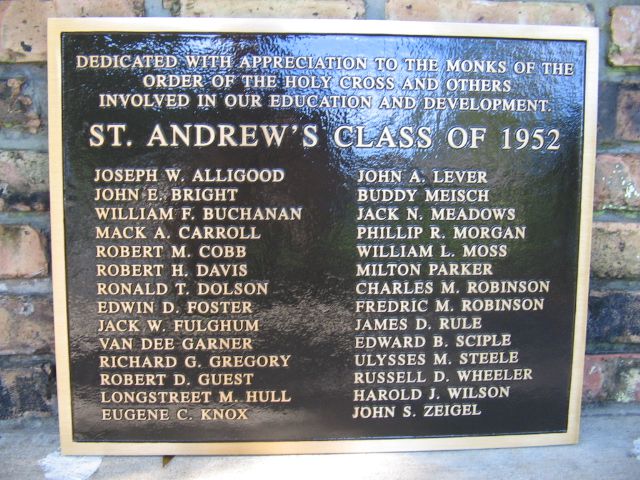 DEDICATED WITH APPRECIATION TO THE MONKS OF THE
ORDER OF THE HOLY CROSS AND OTHERS
INVOLVED IN OUR EDUCATION AND DEVELOPMENT.
ST. ANDREW'S CLASS OF 1952
JOSEPH W. ALLIGOOD
JOHN E. BRIGHT
WILLIAM F. BUCHANAN
MACK A. CARROLL
ROBERT M. COBB
ROBERT H. DAVIS
RONALD T. DOLSON
EDWIN D. FOSTER
JACK W. FULGHUM
VAN DEE GARNER
RICHARD G. GREGORY
ROBERT D. GUEST
LONGSTREET M. HULL
EUGENE C. KNOX
JOHN A. LEVER
BUDDY MEISCH
JACK N. MEADOWS
PHILLIP R. MORGAN
WILLIAM L. MOSS
MILTON PARKER
CHARLES M. ROBINSON
FREDRIC M. ROBINSON
JAMES D. RULE
EDWARD B. SCIPLE
ULYSSES M. STEELE
RUSSELL D. WHEELER
HAROLD J. WILSON
JOHN S. ZEIGEL